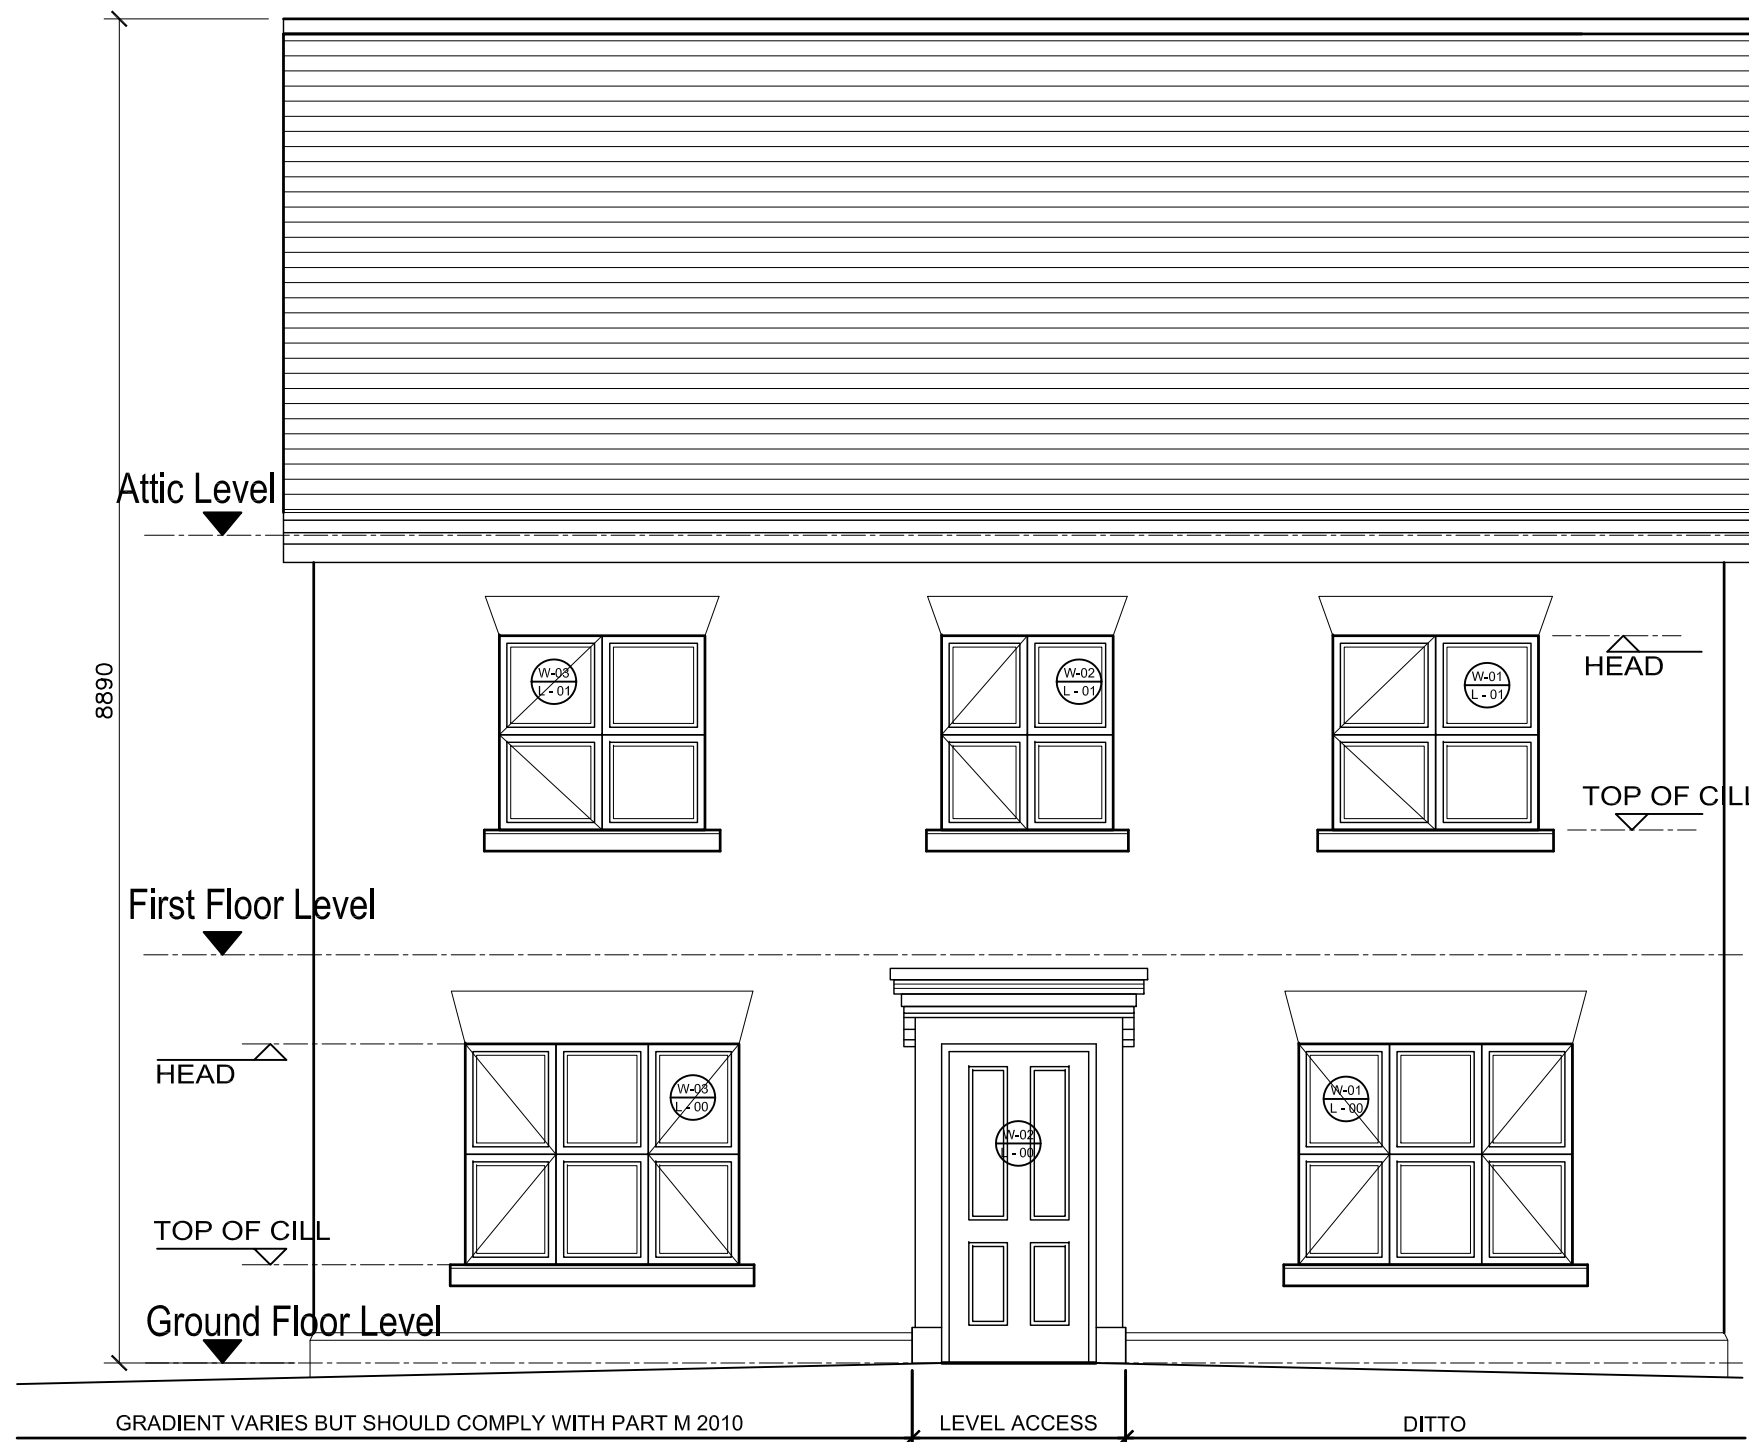 Attic Level
8890
W-03
L - 01
W-02
L - 01
W-01
L - 01
HEAD
TOP OF CILL
First Floor Level
HEAD
W-03
L - 00
W-02
L - 00
W-01
L - 00
TOP OF CILL
Ground Floor Level
GRADIENT VARIES BUT SHOULD COMPLY WITH PART M 2010
LEVEL ACCESS
DITTO